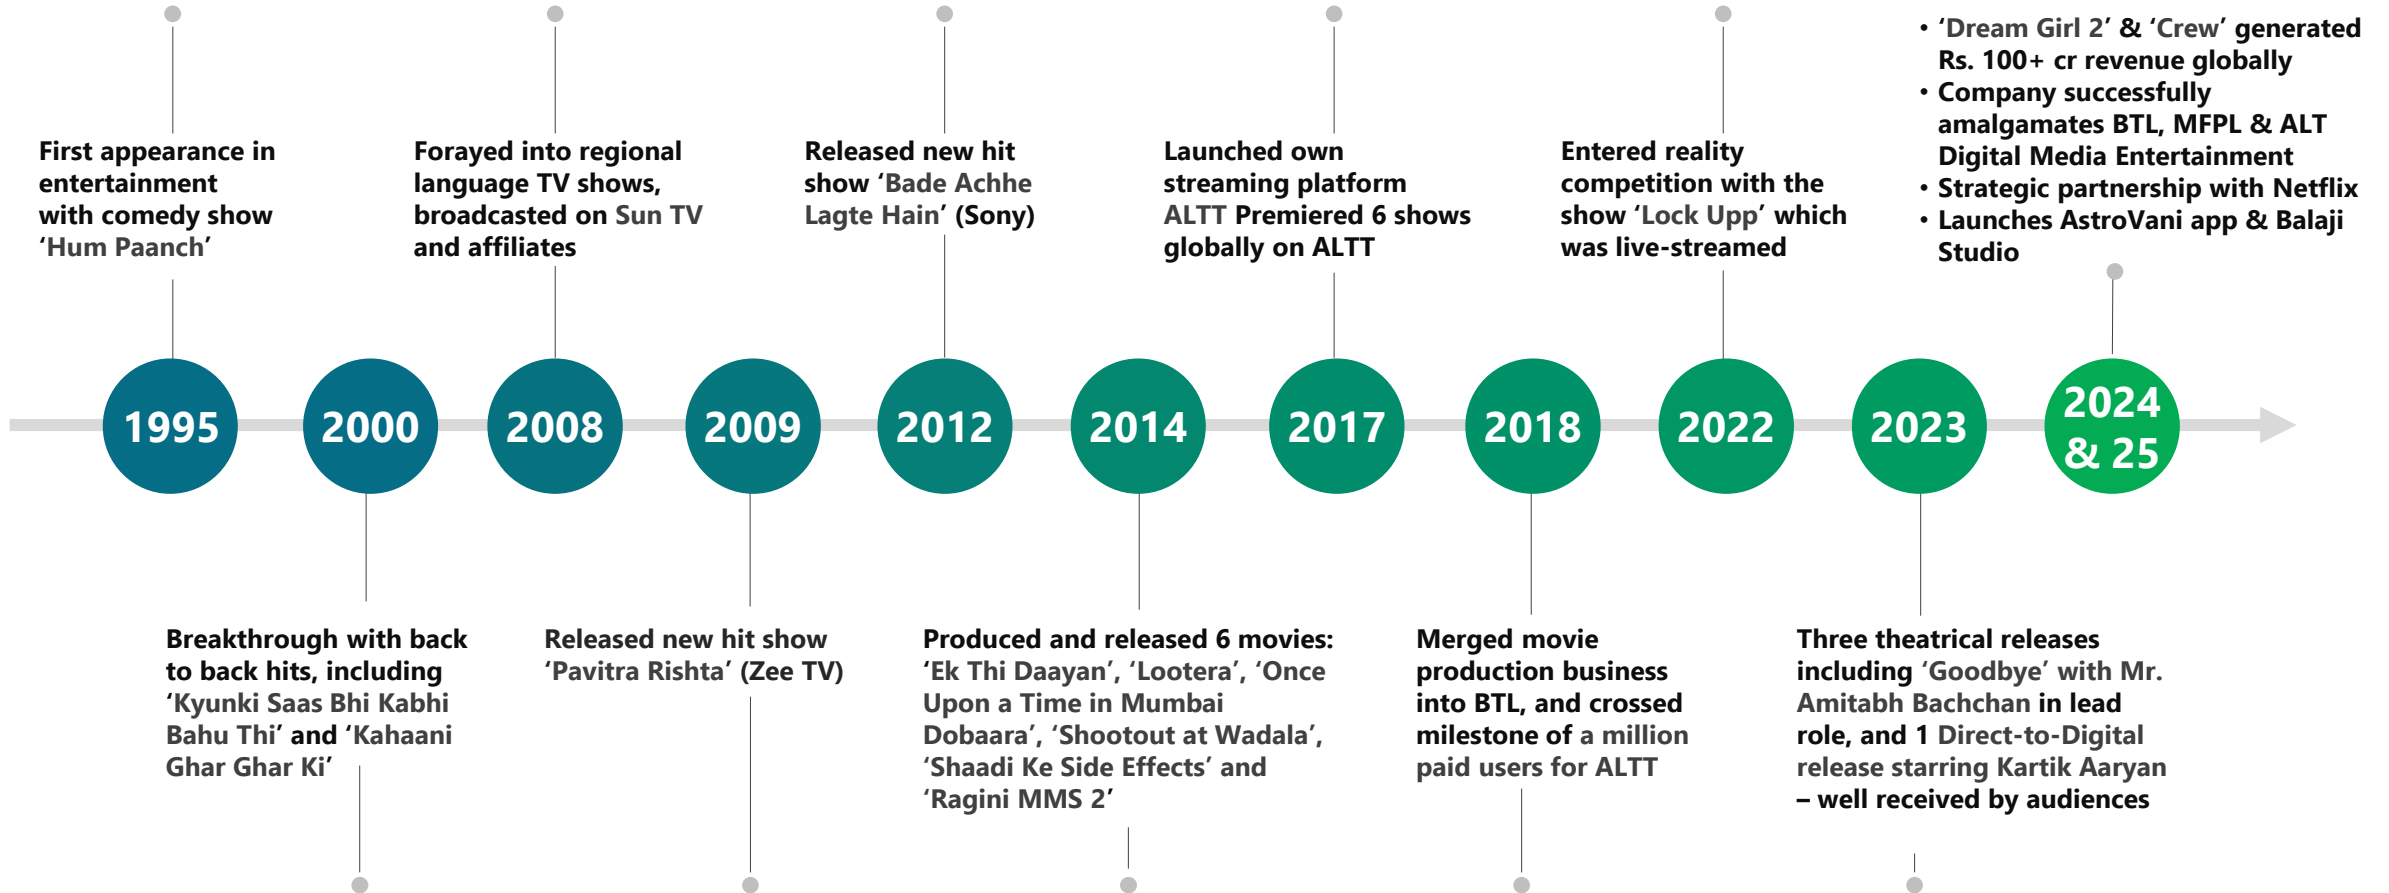 First appearance in
entertainment
with comedy show
‘Hum Paanch’
Forayed into regional
language TV shows,
broadcasted on Sun TV
and affiliates
Released new hit
show ‘Bade Achhe
Lagte Hain’ (Sony)
Launched own
streaming platform
ALTT Premiered 6 shows
globally on ALTT
Entered reality
competition with the
show ‘Lock Upp’ which
was live-streamed
• ‘Dream Girl 2’ & ‘Crew’ generated
Rs. 100+ cr revenue globally
• Company successfully
amalgamates BTL, MFPL & ALT
Digital Media Entertainment
• Strategic partnership with Netflix
• Launches AstroVani app & Balaji
Studio
1995
2000
2008
2009
2012
2014
2017
2018
2022
2023
2024
& 25
Breakthrough with back
to back hits, including
‘Kyunki Saas Bhi Kabhi
Bahu Thi’ and ‘Kahaani
Ghar Ghar Ki’
Released new hit show
‘Pavitra Rishta’ (Zee TV)
Produced and released 6 movies:
‘Ek Thi Daayan’, ‘Lootera’, ‘Once
Upon a Time in Mumbai
Dobaara’, ‘Shootout at Wadala’,
‘Shaadi Ke Side Effects’ and
‘Ragini MMS 2’
Merged movie
production business
into BTL, and crossed
milestone of a million
paid users for ALTT
Three theatrical releases
including ‘Goodbye’ with Mr.
Amitabh Bachchan in lead
role, and 1 Direct-to-Digital
release starring Kartik Aaryan
– well received by audiences